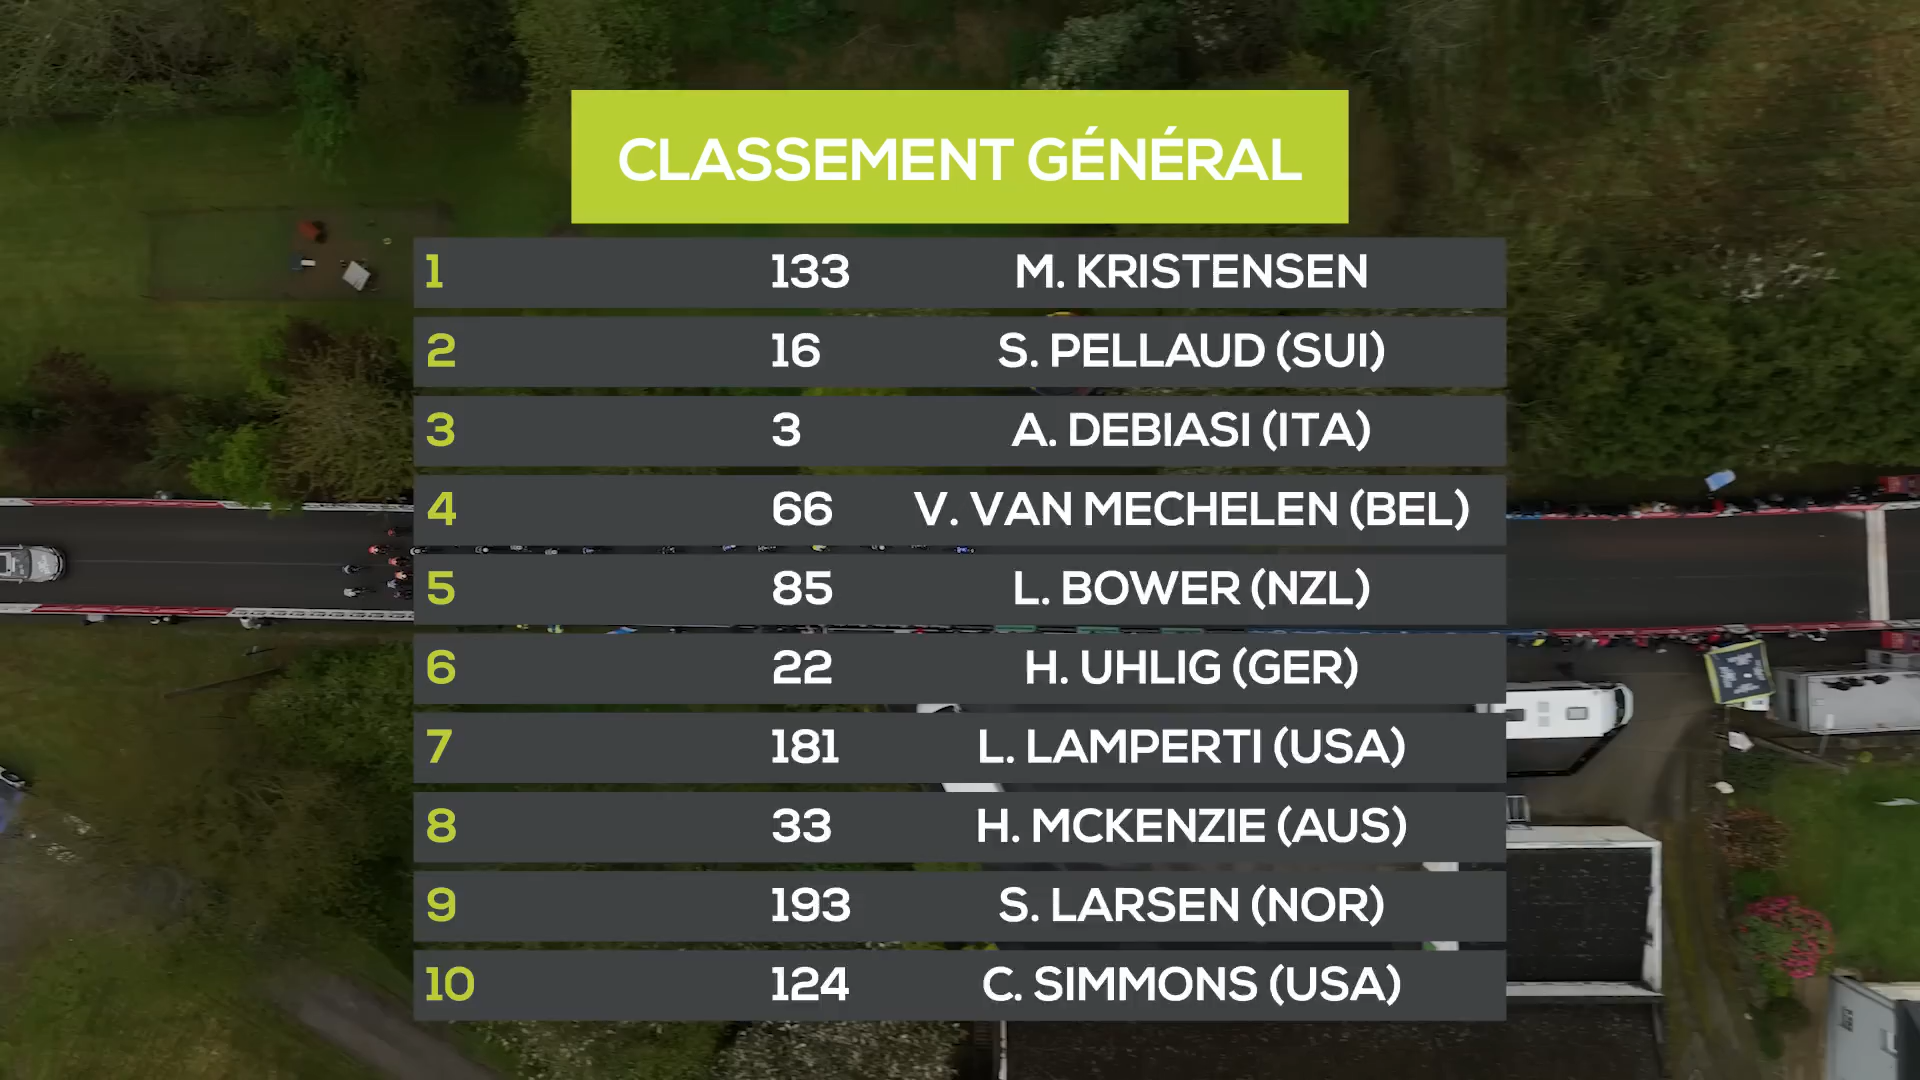 CLASSEMENT GÉNÉRAL
1 133 M. KRISTENSEN
2 16 S. PELLAUD (SUI)
3 3 A. DEBIASI (ITA)
4 66 V. VAN MECHELEN (BEL)
5 85 L. BOWER (NZL)
6 22 H. UHLIG (GER)
7 181 L. LAMPERTI (USA)
8 33 H. MCKENZIE (AUS)
9 193 S. LARSEN (NOR)
10 124 C. SIMMONS (USA)